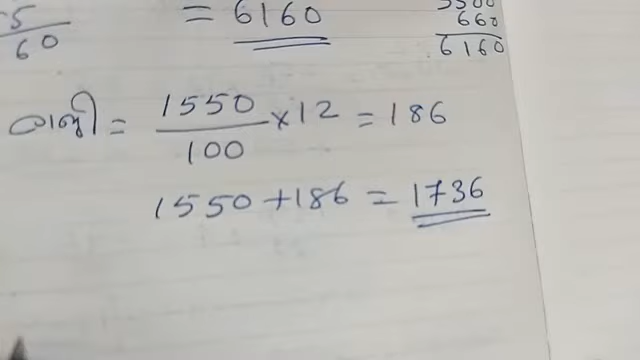 = 6160
60
660
6160
= 1550/100 × 12 = 186
1550 + 186 = 1736